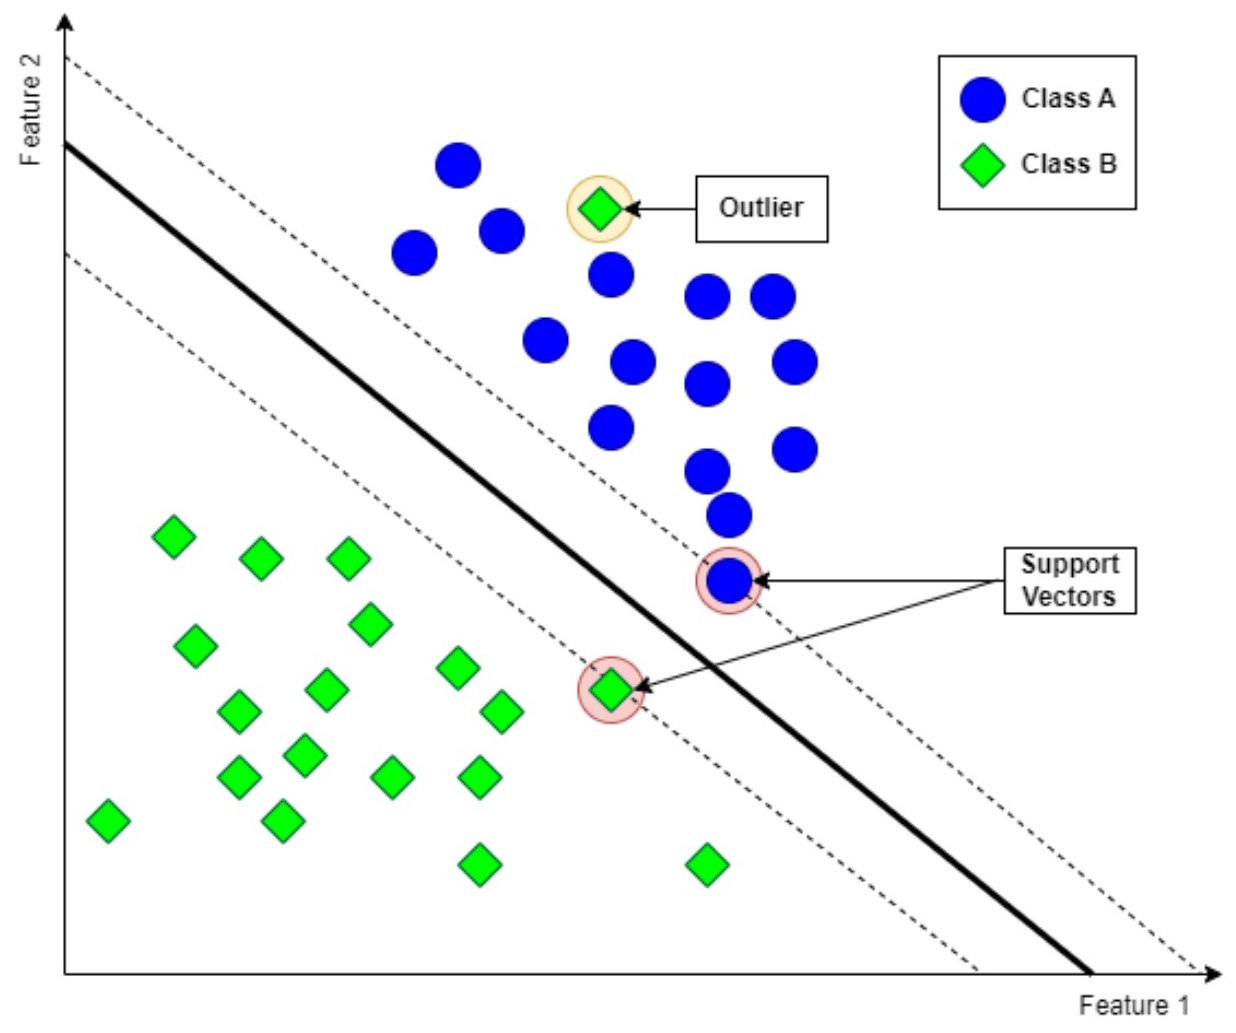 Feature 2
Class A
Class B
Outlier
Support
Vectors
Feature 1